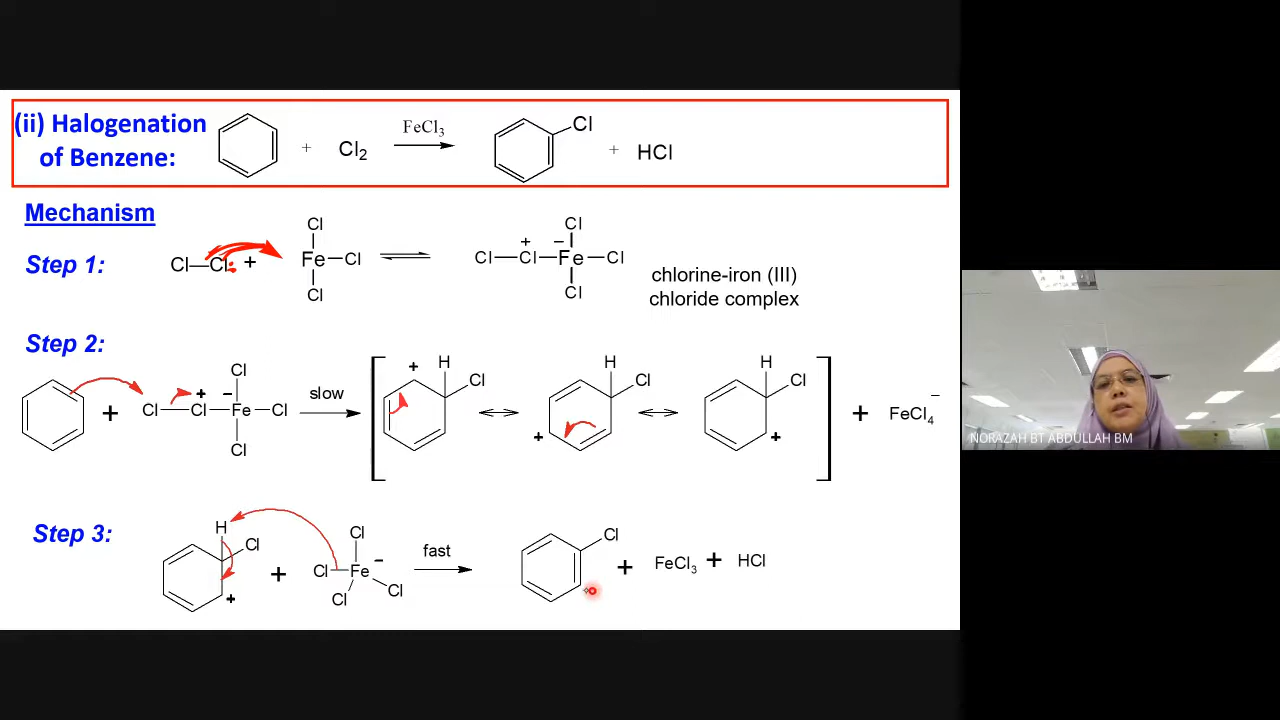 (ii) Halogenation
of Benzene:
+ Cl2 FeCl3 Cl + HCl
Mechanism
Step 1:
Cl—Cl: + Cl Fe Cl Cl Cl + Cl − Cl Fe Cl Cl
chlorine-iron (III)
chloride complex
Step 2:
+ Cl Cl + − Cl Fe Cl Cl slow + H Cl + H Cl H Cl + + FeCl4−
Step 3:
H Cl + + Cl Cl Fe − Cl Cl fast Cl + FeCl3 + HCl
NORAZAH BT ABDULLAH BM